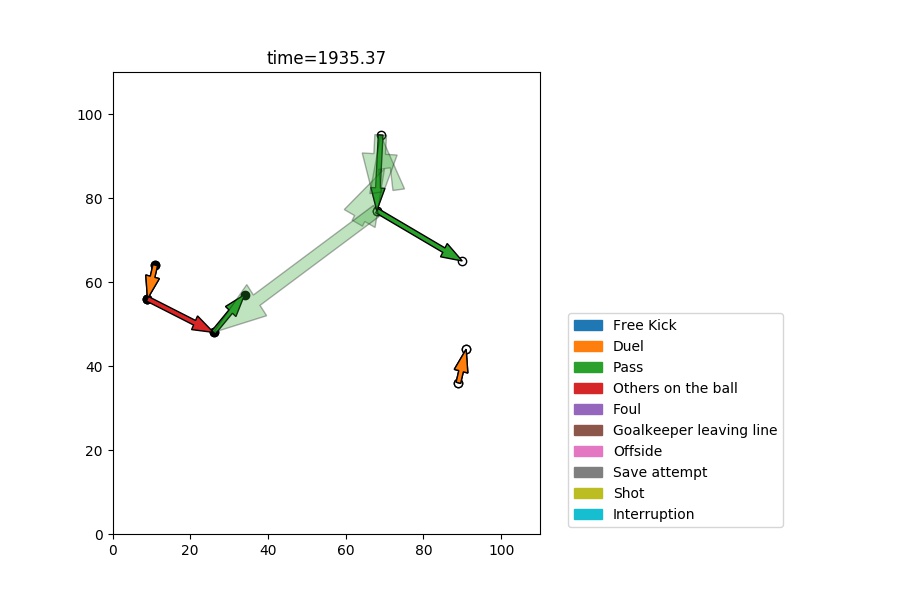 time=1935.37
100
80
60
40
20
0
0 20 40 60 80 100
Free Kick
Duel
Pass
Others on the ball
Foul
Goalkeeper leaving line
Offside
Save attempt
Shot
Interruption